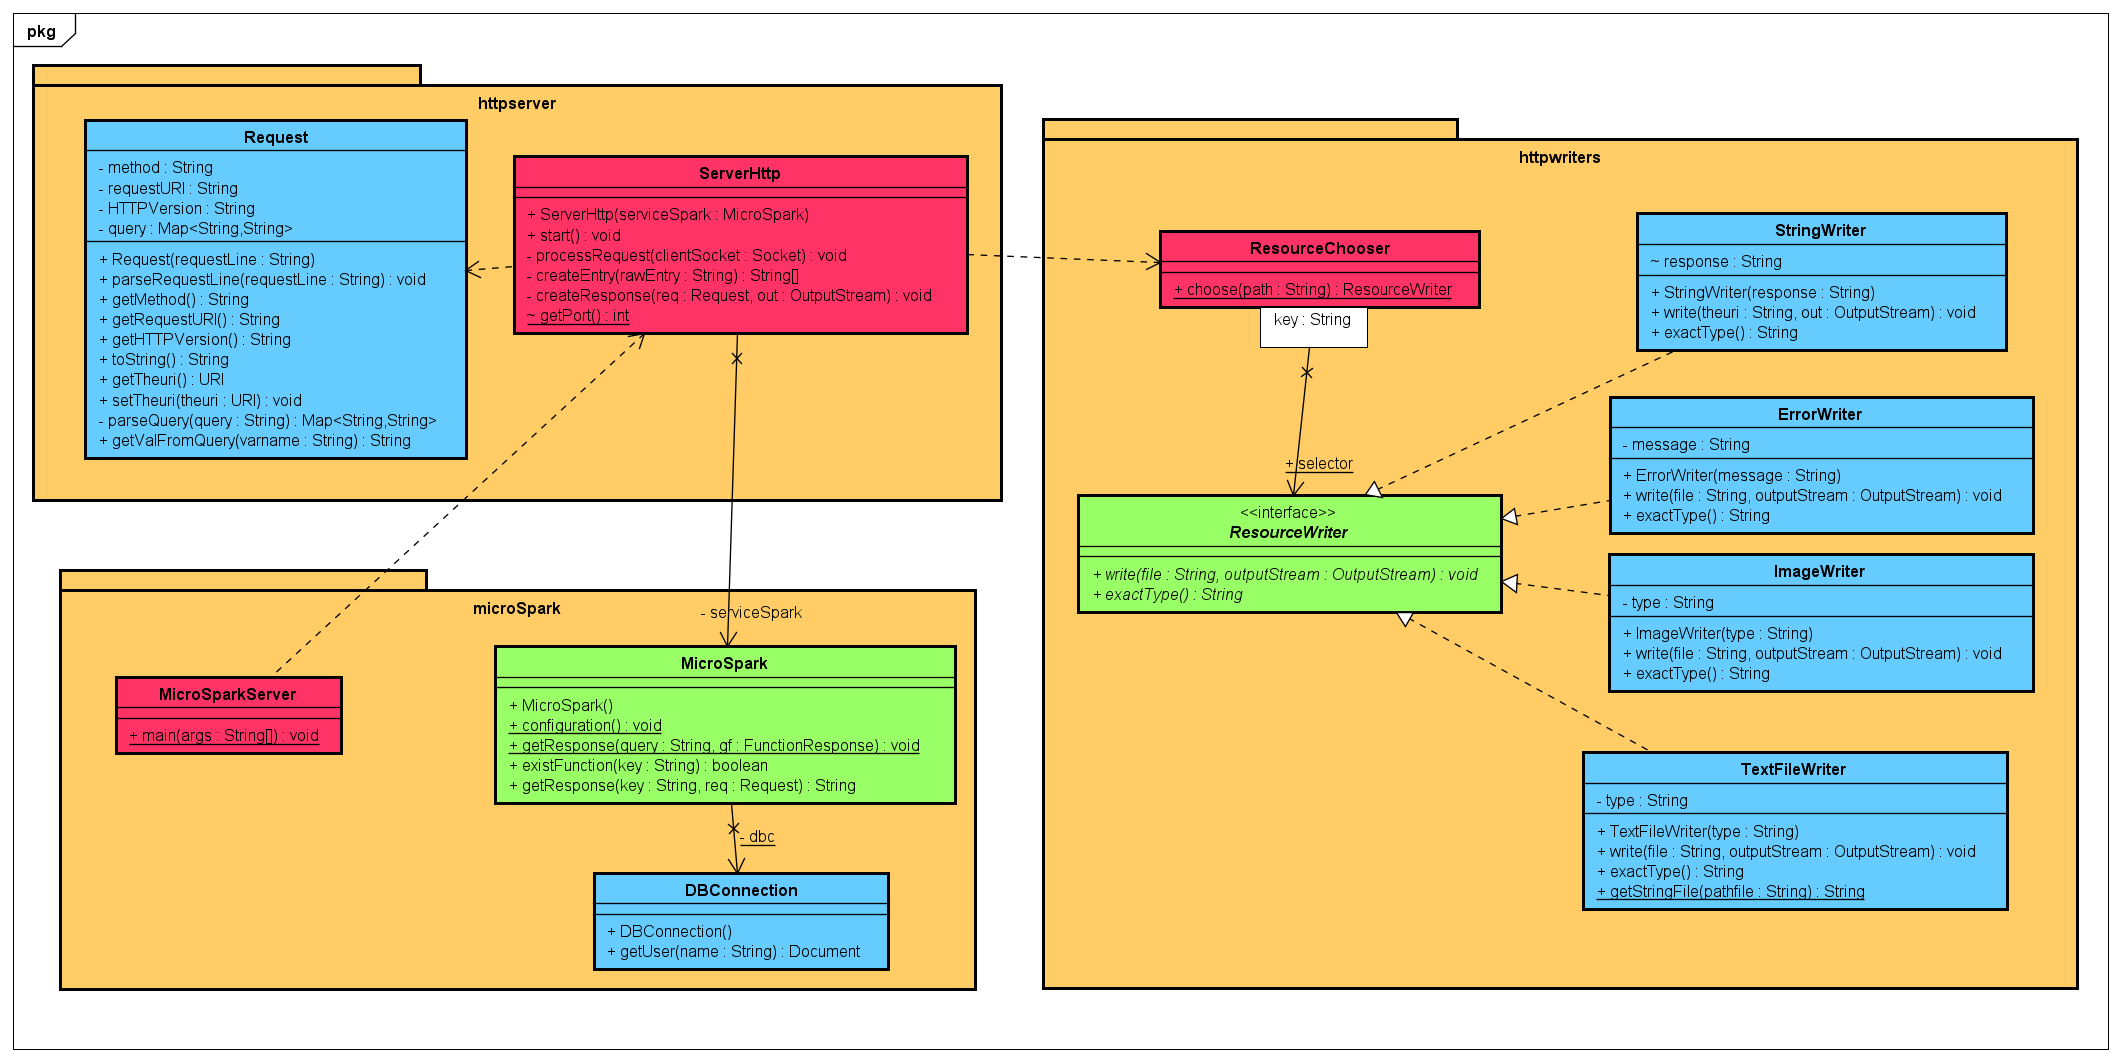 pkg
httpserver
Request
- method : String
- requestURI : String
- HTTPVersion : String
- query : Map<String,String>
+ Request(requestLine : String)
+ parseRequestLine(requestLine : String) : void
+ getMethod() : String
+ getRequestURI() : String
+ getHTTPVersion() : String
+ toString() : String
+ getTheuri() : URI
+ setTheuri(theuri : URI) : void
- parseQuery(query : String) : Map<String,String>
+ getValFromQuery(varname : String) : String
ServerHttp
+ ServerHttp(serviceSpark : MicroSpark)
+ start() : void
- processRequest(clientSocket : Socket) : void
- createEntry(rawEntry : String) : String[]
- createResponse(req : Request, out : OutputStream) : void
~ getPort() : int
microSpark
- serviceSpark
MicroSparkServer
+ main(args : String[]) : void
MicroSpark
+ MicroSpark()
+ configuration() : void
+ getResponse(query : String, gf : FunctionResponse) : void
+ existFunction(key : String) : boolean
+ getResponse(key : String, req : Request) : String
- dbc
DBConnection
+ DBConnection()
+ getUser(name : String) : Document
httpwriters
ResourceChooser
+ choose(path : String) : ResourceWriter
key : String
+ selector
<<interface>>
ResourceWriter
+ write(file : String, outputStream : OutputStream) : void
+ exactType() : String
StringWriter
~ response : String
+ StringWriter(response : String)
+ write(theuri : String, out : OutputStream) : void
+ exactType() : String
ErrorWriter
- message : String
+ ErrorWriter(message : String)
+ write(file : String, outputStream : OutputStream) : void
+ exactType() : String
ImageWriter
- type : String
+ ImageWriter(type : String)
+ write(file : String, outputStream : OutputStream) : void
+ exactType() : String
TextFileWriter
- type : String
+ TextFileWriter(type : String)
+ write(file : String, outputStream : OutputStream) : void
+ exactType() : String
+ getStringFile(pathfile : String) : String